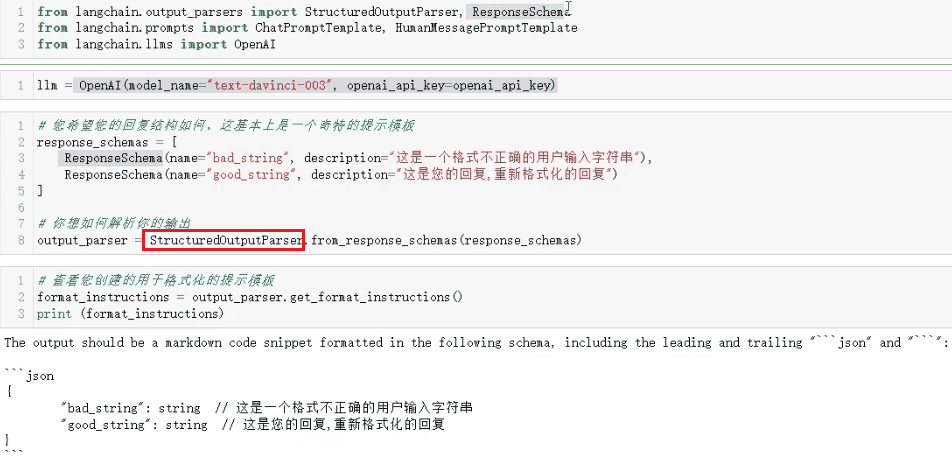 1 from langchain.output_parsers import StructuredOutputParser, ResponseSchema
2 from langchain.prompts import ChatPromptTemplate, HumanMessagePromptTemplate
3 from langchain.llms import OpenAI
1 llm = OpenAI(model_name="text-davinci-003", openai_api_key=openai_api_key)
1 # 您希望您的回复结构如何。这基本上是一个奇特的提示模板
2 response_schemas = [
3 ResponseSchema(name="bad_string", description="这是一个格式不正确的用户输入字符串"),
4 ResponseSchema(name="good_string", description="这是您的回复,重新格式化的回复")
5 ]
6
7 # 你想如何解析你的输出
8 output_parser = StructuredOutputParser.from_response_schemas(response_schemas)
1 # 查看您创建的用于格式化的提示模板
2 format_instructions = output_parser.get_format_instructions()
3 print (format_instructions)
The output should be a markdown code snippet formatted in the following schema, including the leading and trailing "```json" and "```":
```json
{
"bad_string": string // 这是一个格式不正确的用户输入字符串
"good_string": string // 这是您的回复,重新格式化的回复
}
```